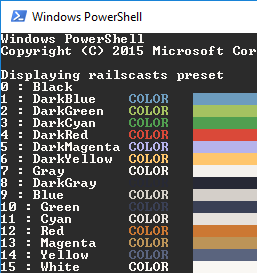 Windows PowerShell
Windows PowerShell
Copyright (C) 2015 Microsoft Cor
Displaying railscasts preset
0 : Black
1 : DarkBlue COLOR
2 : DarkGreen COLOR
3 : DarkCyan COLOR
4 : DarkRed COLOR
5 : DarkMagenta COLOR
6 : DarkYellow COLOR
7 : Gray COLOR
8 : DarkGray
9 : Blue COLOR
10 : Green COLOR
11 : Cyan COLOR
12 : Red COLOR
13 : Magenta COLOR
14 : Yellow COLOR
15 : White COLOR